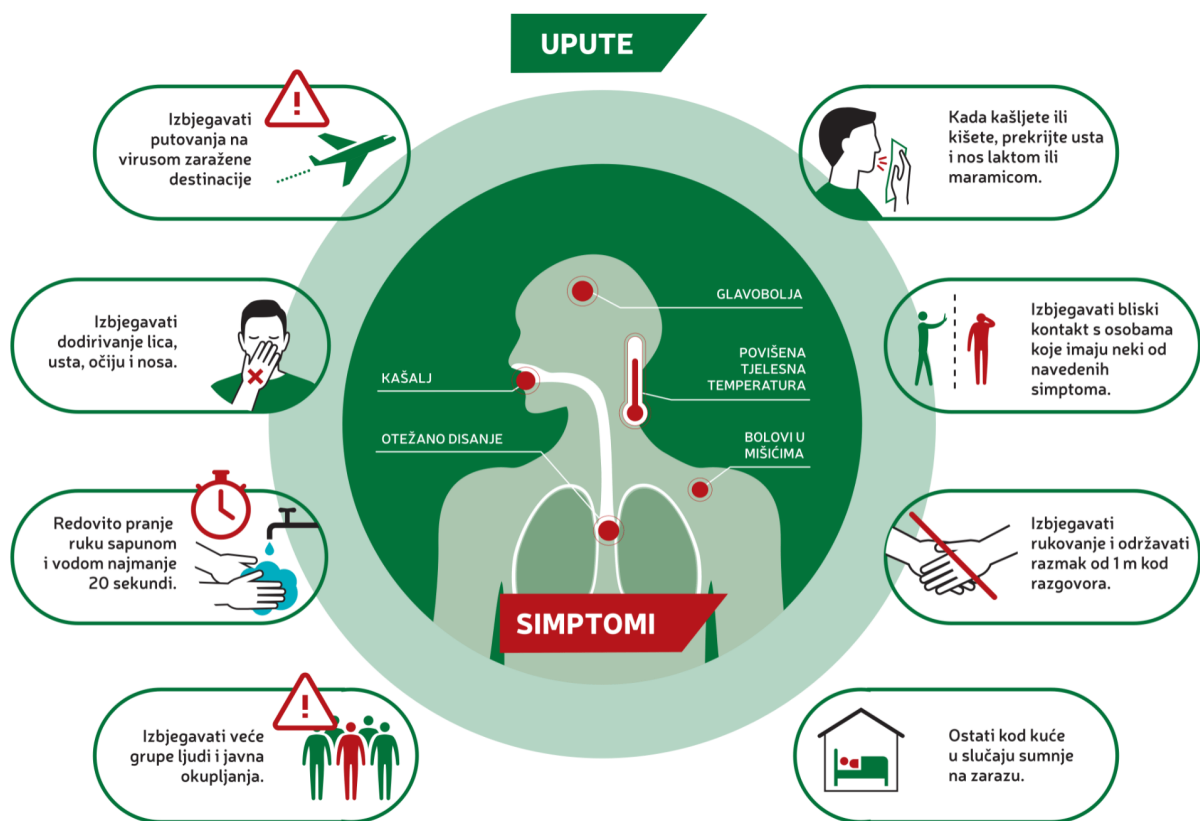 UPUTE
Izbjegavati
putovanja na
virusom zaražene
destinacije
Kada kašljete ili
kišete, prekrijte usta
i nos laktom ili
maramicom.
Izbjegavati
dodirivanje lica,
usta, očiju i nosa.
Izbjegavati bliski
kontakt s osobama
koje imaju neki od
navedenih
simptoma.
GLAVOBOLJA
KAŠALJ
POVIŠENA
TJELESNA
TEMPERATURA
OTEŽANO DISANJE
BOLOVI U
MIŠIĆIMA
Redovito pranje
ruku sapunom
i vodom najmanje
20 sekundi.
Izbjegavati
rukovanje i održavati
razmak od 1 m kod
razgovora.
SIMPTOMI
Izbjegavati veće
grupe ljudi i javna
okupljanja.
Ostati kod kuće
u slučaju sumnje
na zarazu.